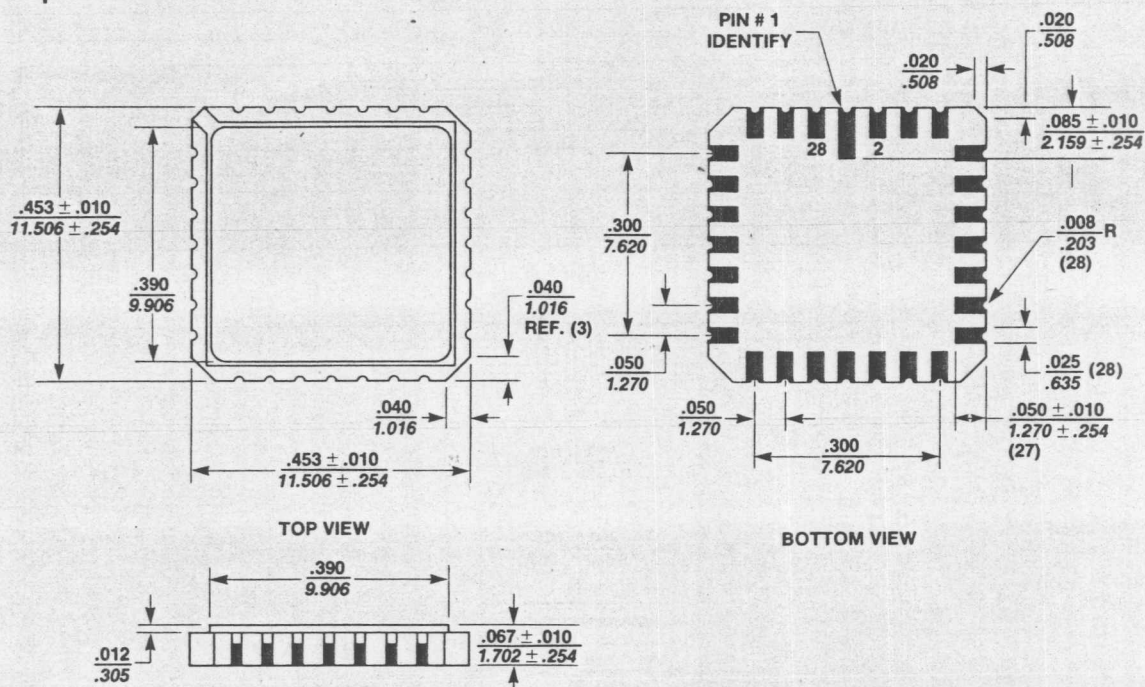 PIN # 1
IDENTIFY
.020
.508
.020
.508
.085 ± .010
2.159 ± .254
28
2
.453 ± .010
11.506 ± .254
.390
9.906
.300
7.620
.008
.203
R
(28)
.040
1.016
REF. (3)
.050
1.270
.025
.635
(28)
.040
1.016
.050
1.270
.050 ± .010
1.270 ± .254
(27)
.453 ± .010
11.506 ± .254
.300
7.620
TOP VIEW
BOTTOM VIEW
.390
9.906
.012
.305
.067 ± .010
1.702 ± .254